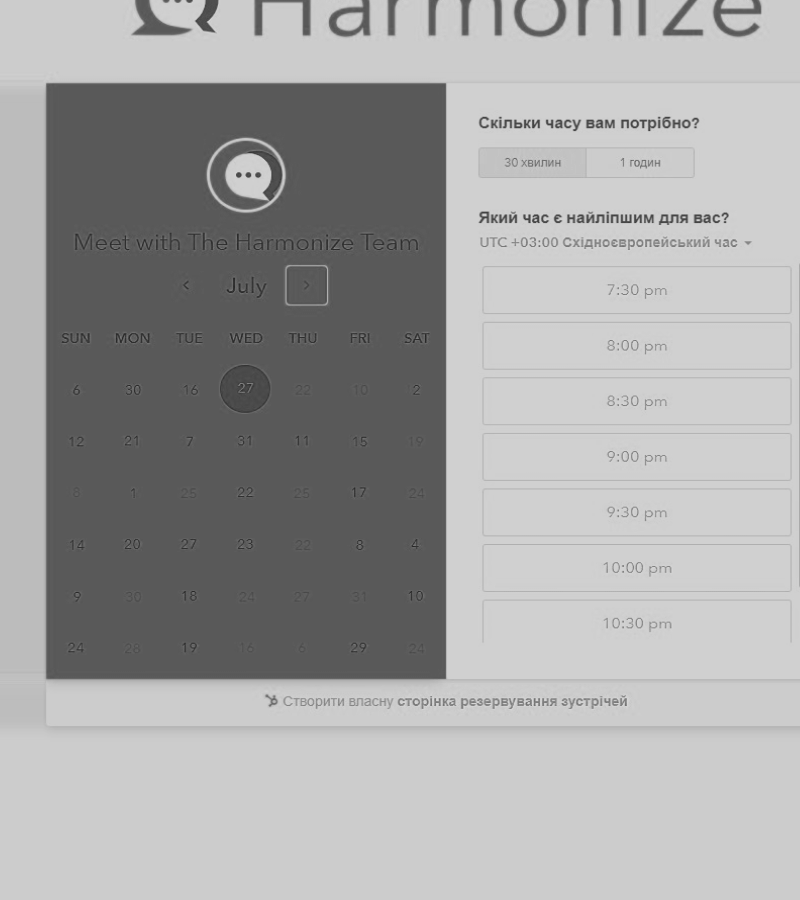 Harmonize
Meet with The Harmonize Team
July
SUN MON TUE WED THU FRI SAT
6 30 16 27 22 10 2
12 21 7 31 11 15 19
8 1 25 22 25 17 24
14 20 27 23 22 8 4
9 30 18 24 27 31 10
24 28 19 16 6 29 24
Скільки часу вам потрібно?
30 хвилин 1 годин
Який час є найліпшим для вас?
UTC +03:00 Східноєвропейський час
7:30 pm
8:00 pm
8:30 pm
9:00 pm
9:30 pm
10:00 pm
10:30 pm
Створити власну сторінка резервування зустрічей